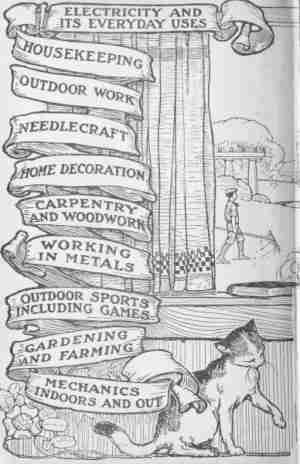 ELECTRICITY AND
ITS EVERYDAY USES
HOUSEKEEPING
OUTDOOR WORK
NEEDLECRAFT
HOME DECORATION
CARPENTRY
AND WOODWORK
WORKING
IN METALS
OUTDOOR SPORTS
INCLUDING GAMES
GARDENING
AND FARMING
MECHANICS
INDOORS AND OUT